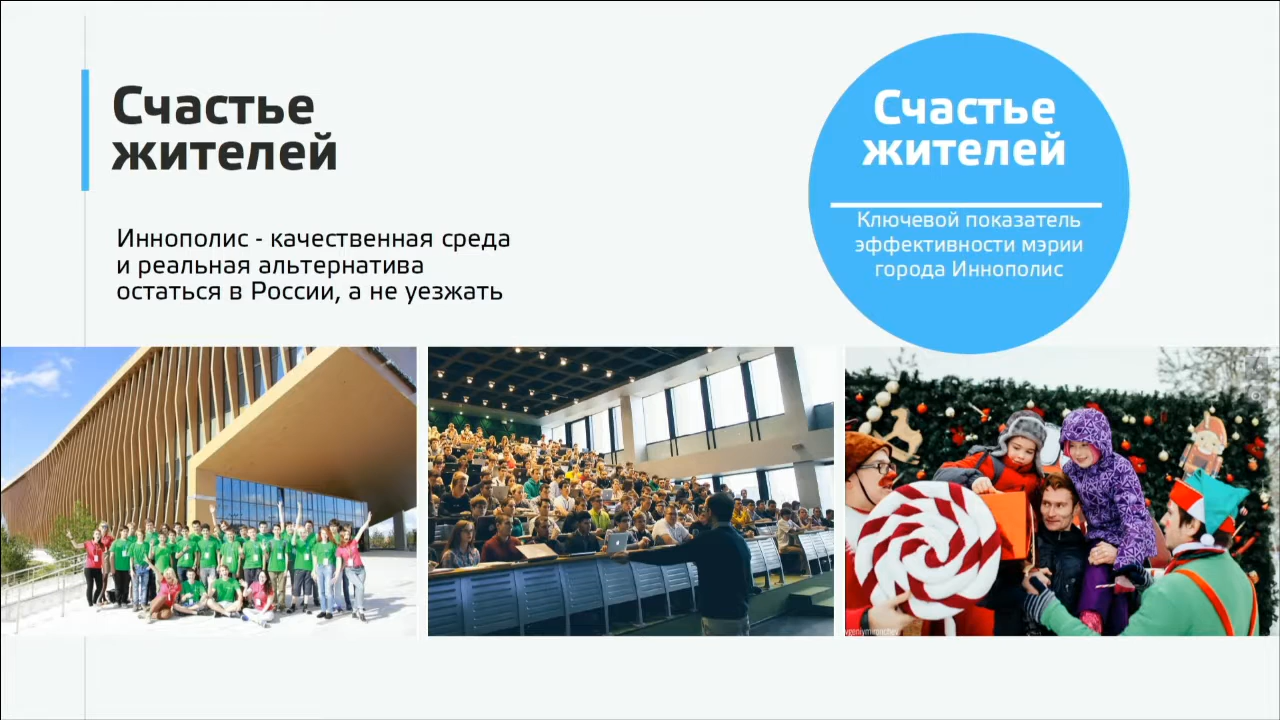 Счастье
жителей
Иннополис - качественная среда
и реальная альтернатива
остаться в России, а не уезжать
Счастье
жителей
Ключевой показатель
эффективности мэрии
города Иннополис